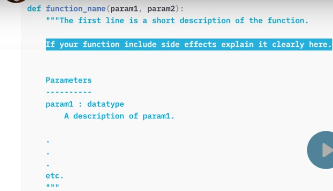 def function_name(param1, param2):
"""The first line is a short description of the function.
If your function include side effects explain it clearly here.
Parameters
----------
param1 : datatype
A description of param1.
.
.
.
etc.
"""